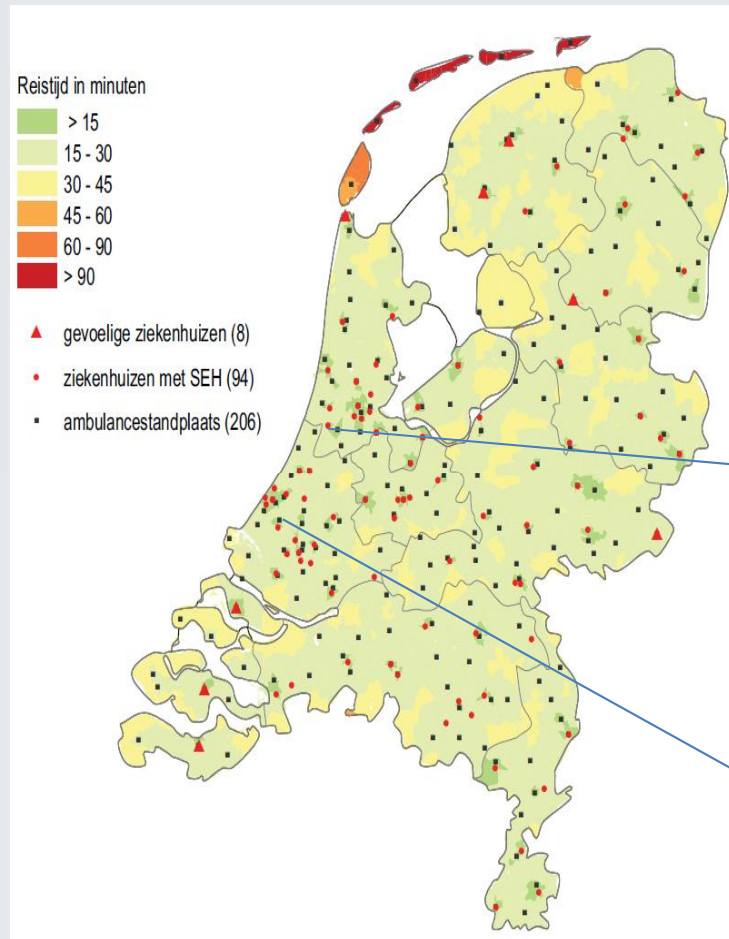 Reistijd in minuten
> 15
15 - 30
30 - 45
45 - 60
60 - 90
> 90
gevoelige ziekenhuizen (8)
ziekenhuizen met SEH (94)
ambulancestandplaats (206)